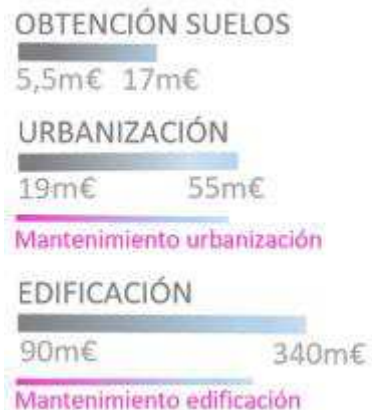 OBTENCIÓN SUELOS
5,5m€ 17m€
URBANIZACIÓN
19m€ 55m€
Mantenimiento urbanización
EDIFICACIÓN
90m€ 340m€
Mantenimiento edificación